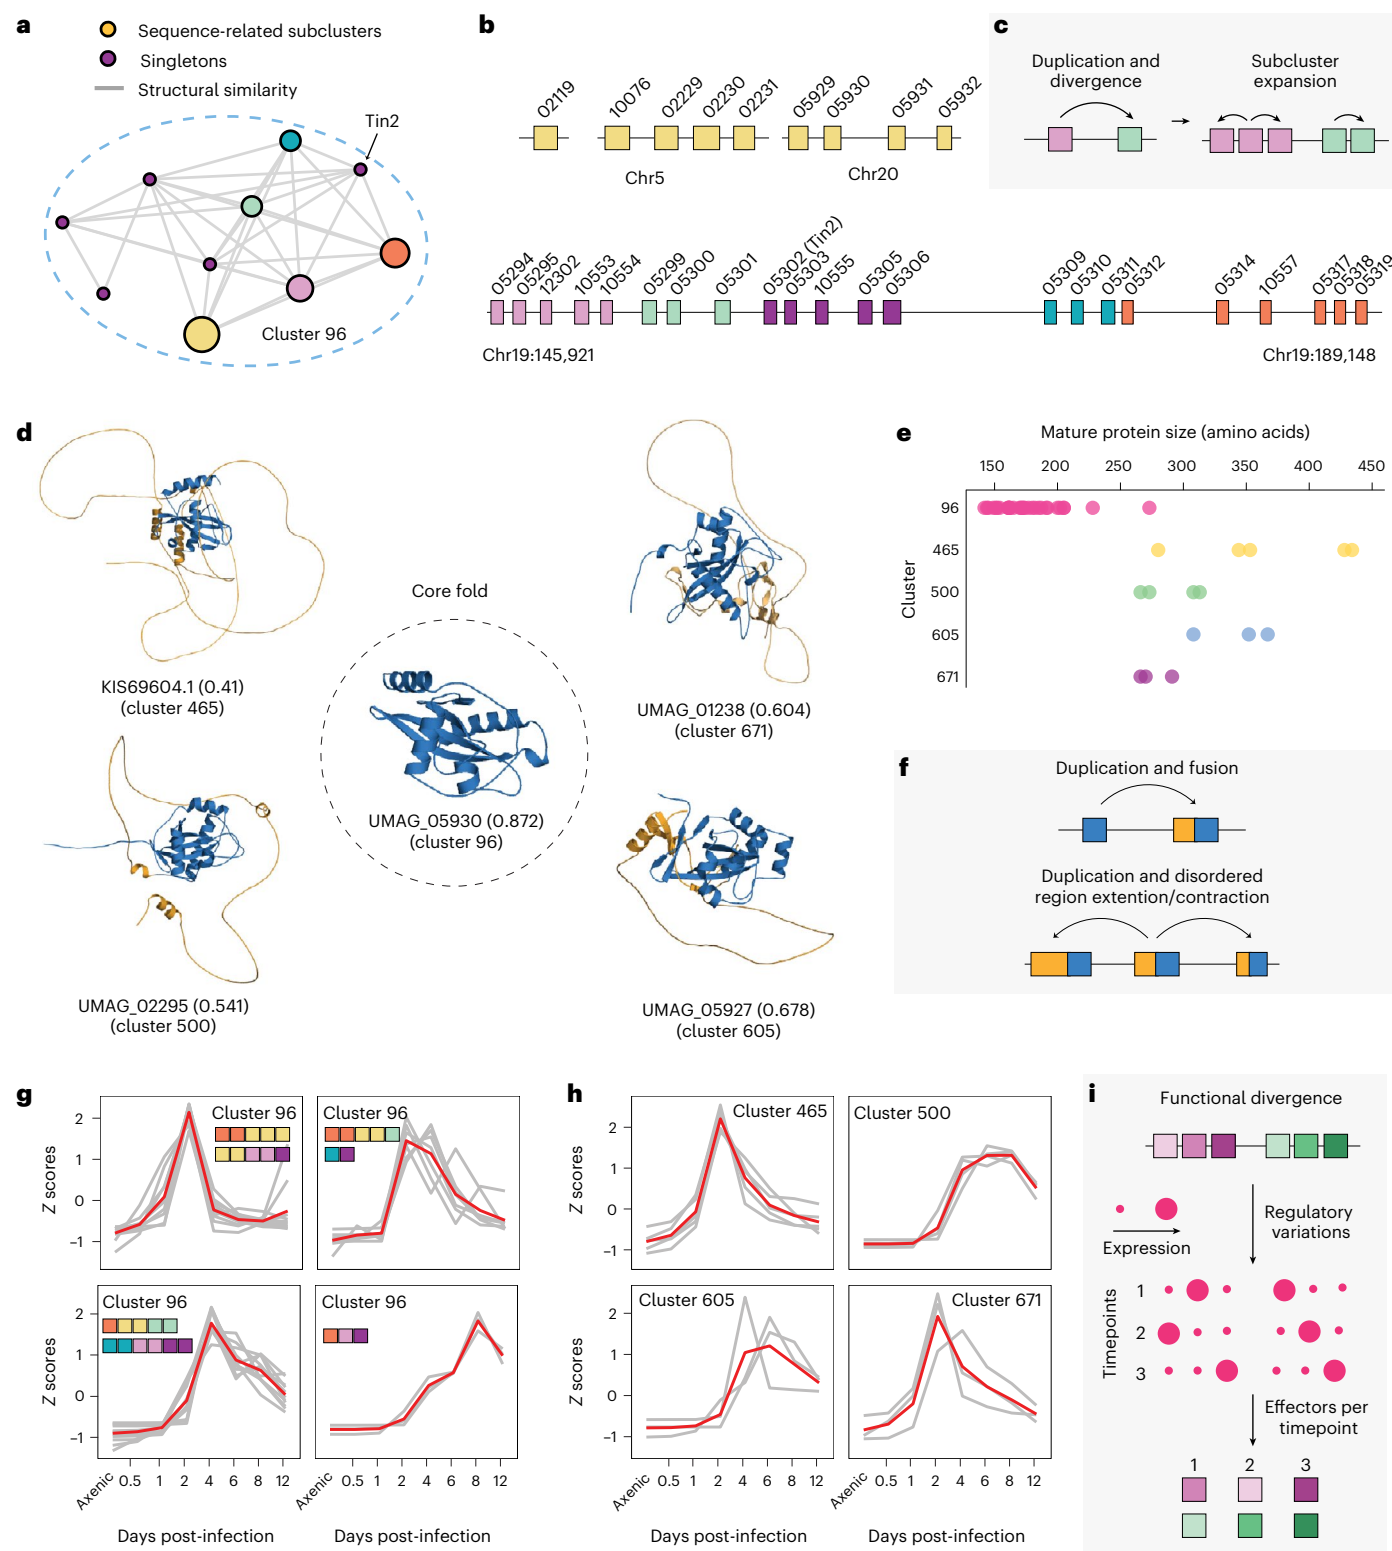 a
Sequence-related subclusters
Singletons
Structural similarity
Tin2
Cluster 96
b
02119
10076
02229
02230
02231
05929
05930
05931
05932
Chr5
Chr20
05294
05295
12302
10553
10554
05299
05300
05301
05302 (Tin2)
05303
10555
05305
05306
05309
05310
05311
05312
05314
10557
05317
05318
05319
Chr19:145,921
Chr19:189,148
c
Duplication and
divergence
Subcluster
expansion
d
KIS69604.1 (0.41)
(cluster 465)
Core fold
UMAG_05930 (0.872)
(cluster 96)
UMAG_01238 (0.604)
(cluster 671)
UMAG_02295 (0.541)
(cluster 500)
UMAG_05927 (0.678)
(cluster 605)
e
Mature protein size (amino acids)
150 200 250 300 350 400 450
Cluster
96
465
500
605
671
f
Duplication and fusion
Duplication and disordered
region extention/contraction
g
Z scores
2
1
0
–1
Cluster 96
Cluster 96
Z scores
2
1
0
–1
Cluster 96
Cluster 96
Axenic 0.5 1 2 4 6 8 12
Axenic 0.5 1 2 4 6 8 12
Days post-infection
Days post-infection
h
Z scores
2
1
0
–1
Cluster 465
Cluster 500
Z scores
2
1
0
–1
Cluster 605
Cluster 671
Axenic 0.5 1 2 4 6 8 12
Axenic 0.5 1 2 4 6 8 12
Days post-infection
Days post-infection
i
Functional divergence
Expression
Regulatory
variations
Timepoints
1
2
3
Effectors per
timepoint
1 2 3